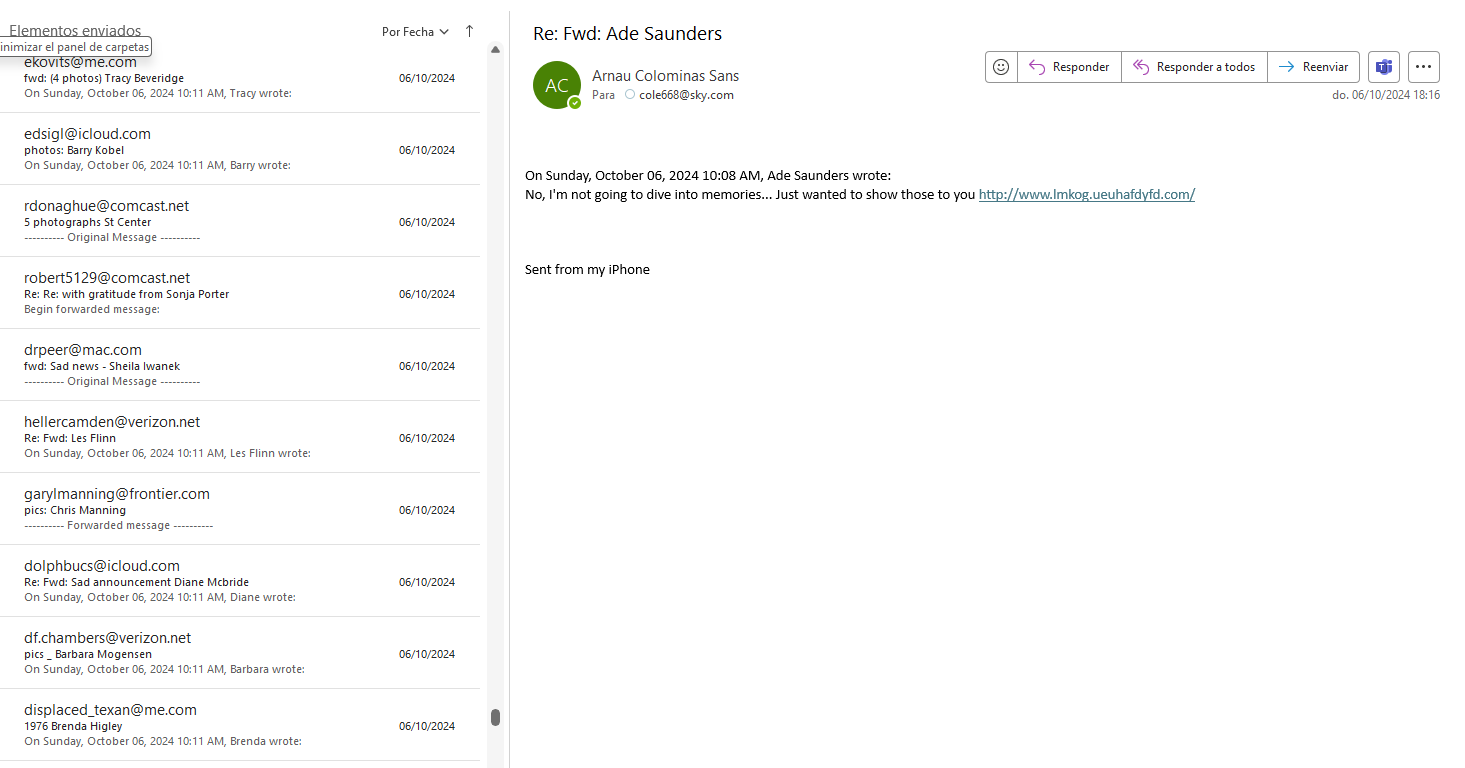 Elementos enviados
Por Fecha
inimizar el panel de carpetas
ekovits@me.com
fwd: (4 photos) Tracy Beveridge 06/10/2024
On Sunday, October 06, 2024 10:11 AM, Tracy wrote:
edsigl@icloud.com
photos: Barry Kobel 06/10/2024
On Sunday, October 06, 2024 10:11 AM, Barry wrote:
rdonaghue@comcast.net
5 photographs St Center 06/10/2024
---------- Original Message ----------
robert5129@comcast.net
Re: Re: with gratitude from Sonja Porter 06/10/2024
Begin forwarded message:
drpeer@mac.com
fwd: Sad news - Sheila Iwanek 06/10/2024
---------- Original Message ----------
hellercamden@verizon.net
Re: Fwd: Les Flinn 06/10/2024
On Sunday, October 06, 2024 10:11 AM, Les Flinn wrote:
garylmanning@frontier.com
pics: Chris Manning 06/10/2024
---------- Forwarded message ----------
dolphbucs@icloud.com
Re: Fwd: Sad announcement Diane Mcbride 06/10/2024
On Sunday, October 06, 2024 10:11 AM, Diane wrote:
df.chambers@verizon.net
pics _ Barbara Mogensen 06/10/2024
On Sunday, October 06, 2024 10:11 AM, Barbara wrote:
displaced_texan@me.com
1976 Brenda Higley 06/10/2024
On Sunday, October 06, 2024 10:11 AM, Brenda wrote:
Re: Fwd: Ade Saunders
AC
Arnau Colominas Sans
Para cole668@sky.com
Responder
Responder a todos
Reenviar
do. 06/10/2024 18:16
On Sunday, October 06, 2024 10:08 AM, Ade Saunders wrote:
No, I'm not going to dive into memories... Just wanted to show those to you http://www.lmkog.ueuhafdyfd.com/
Sent from my iPhone